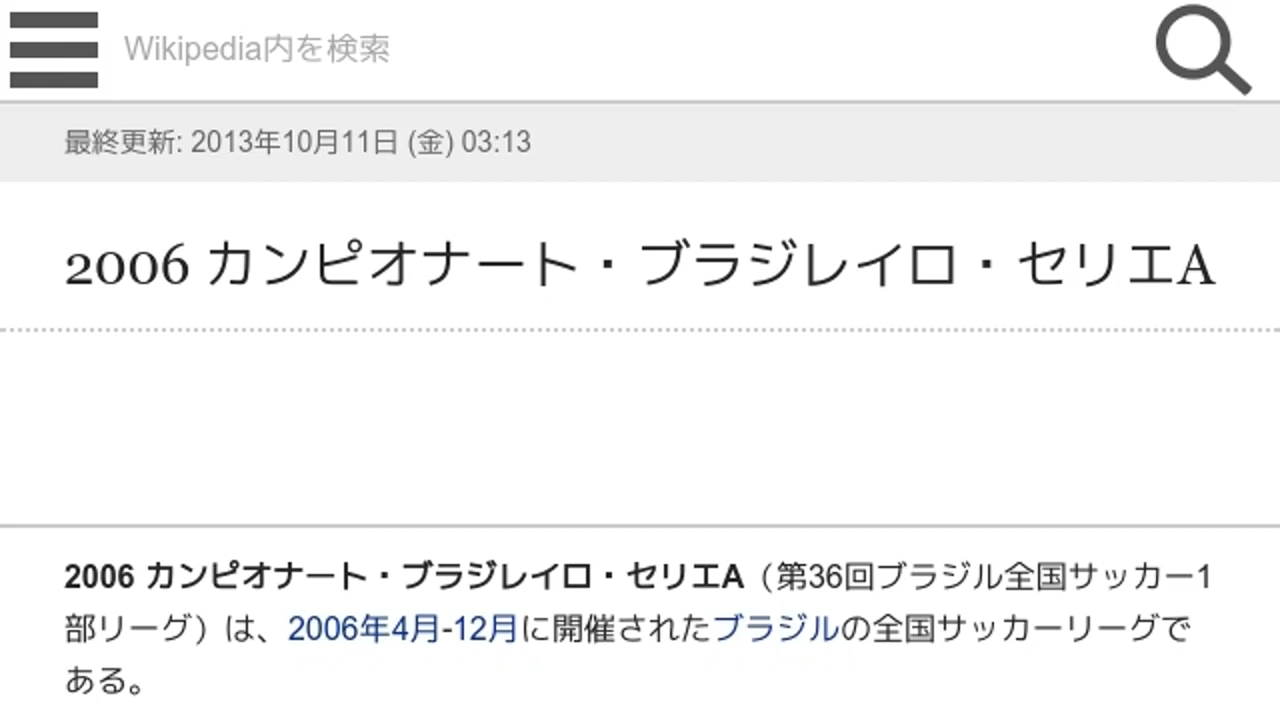 Wikipedia内を検索
最終更新: 2013年10月11日 (金) 03:13
2006 カンピオナート・ブラジレイロ・セリエA
2006 カンピオナート・ブラジレイロ・セリエA（第36回ブラジル全国サッカー1
部リーグ）は、2006年4月-12月に開催されたブラジルの全国サッカーリーグで
ある。